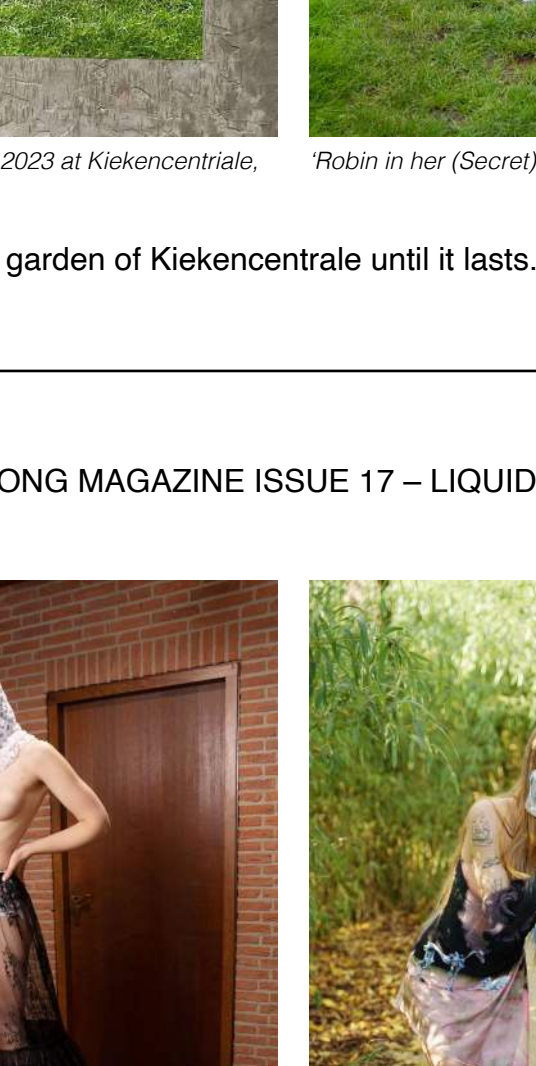 2023 at Kiekencentriale,
‘Robin in her (Secret)
garden of Kiekencentrale until it lasts.
ONG MAGAZINE ISSUE 17 – LIQUID